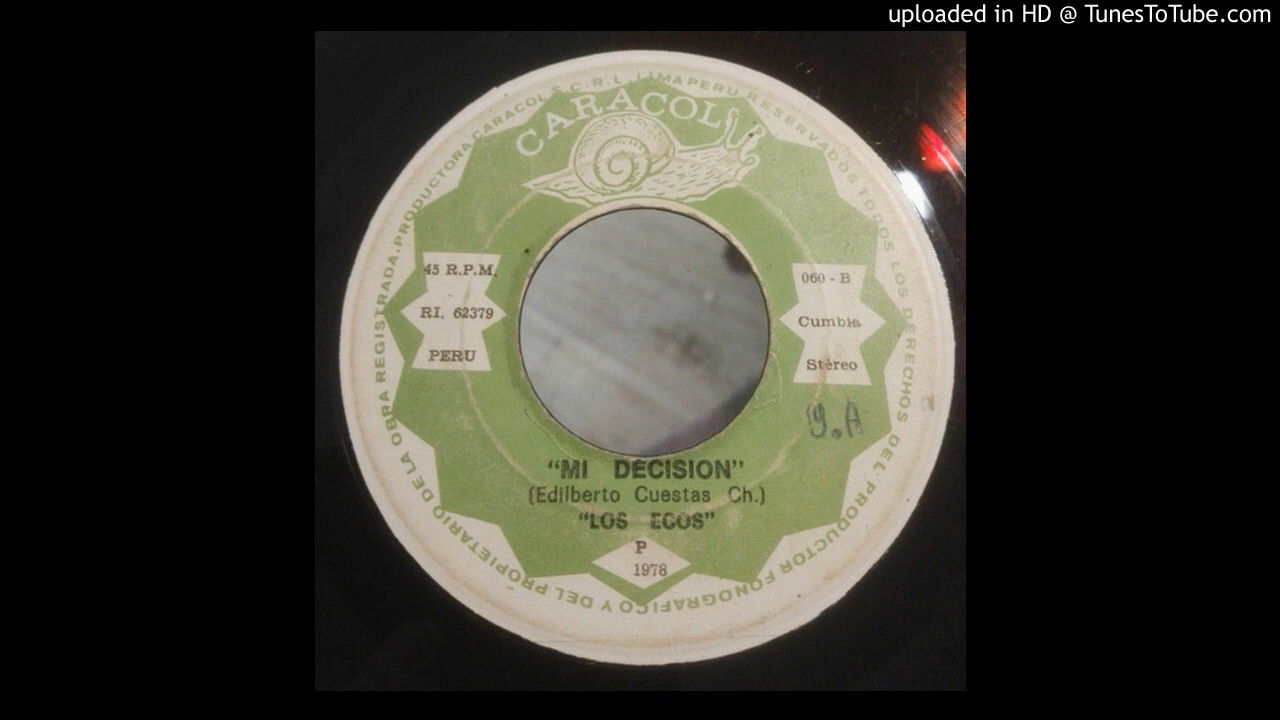 uploaded in HD @ TunesToTube.com
PRODUCTORA CARACOL S.C.R.L. LIMA PERU RESERVADOS TODOS LOS DERECHOS DEL PRODUCTOR FONOGRAFICO Y DEL PROPIETARIO DE LA OBRA REGISTRADA.
CARACOL
45 R.P.M.
RI. 62379
PERU
060 - B
Cumbia
Stéreo
y.A
"MI DECISION"
(Edilberto Cuestas Ch.)
"LOS ECOS"
P
1978